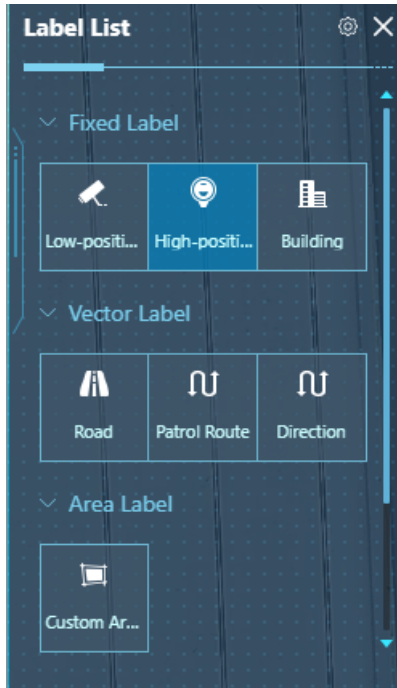 Label List
Fixed Label
Low-positi...
High-positi...
Building
Vector Label
Road
Patrol Route
Direction
Area Label
Custom Ar...